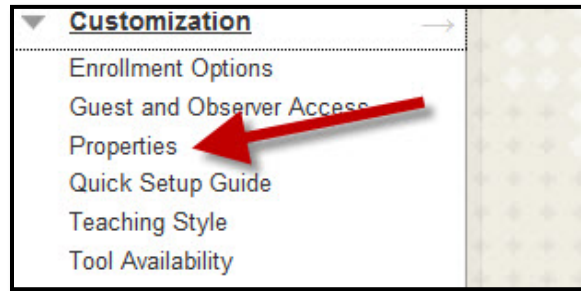 Customization
Enrollment Options
Guest and Observer Access
Properties
Quick Setup Guide
Teaching Style
Tool Availability